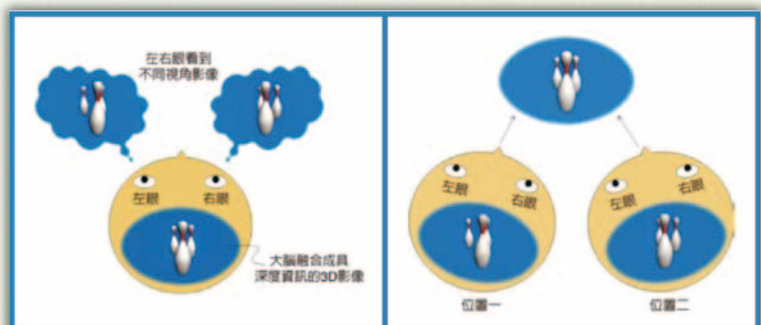 左右眼看到
不同視角影像
左眼
右眼
大腦融合成具
深度資訊的3D影像
左眼
右眼
位置一
左眼
右眼
位置二